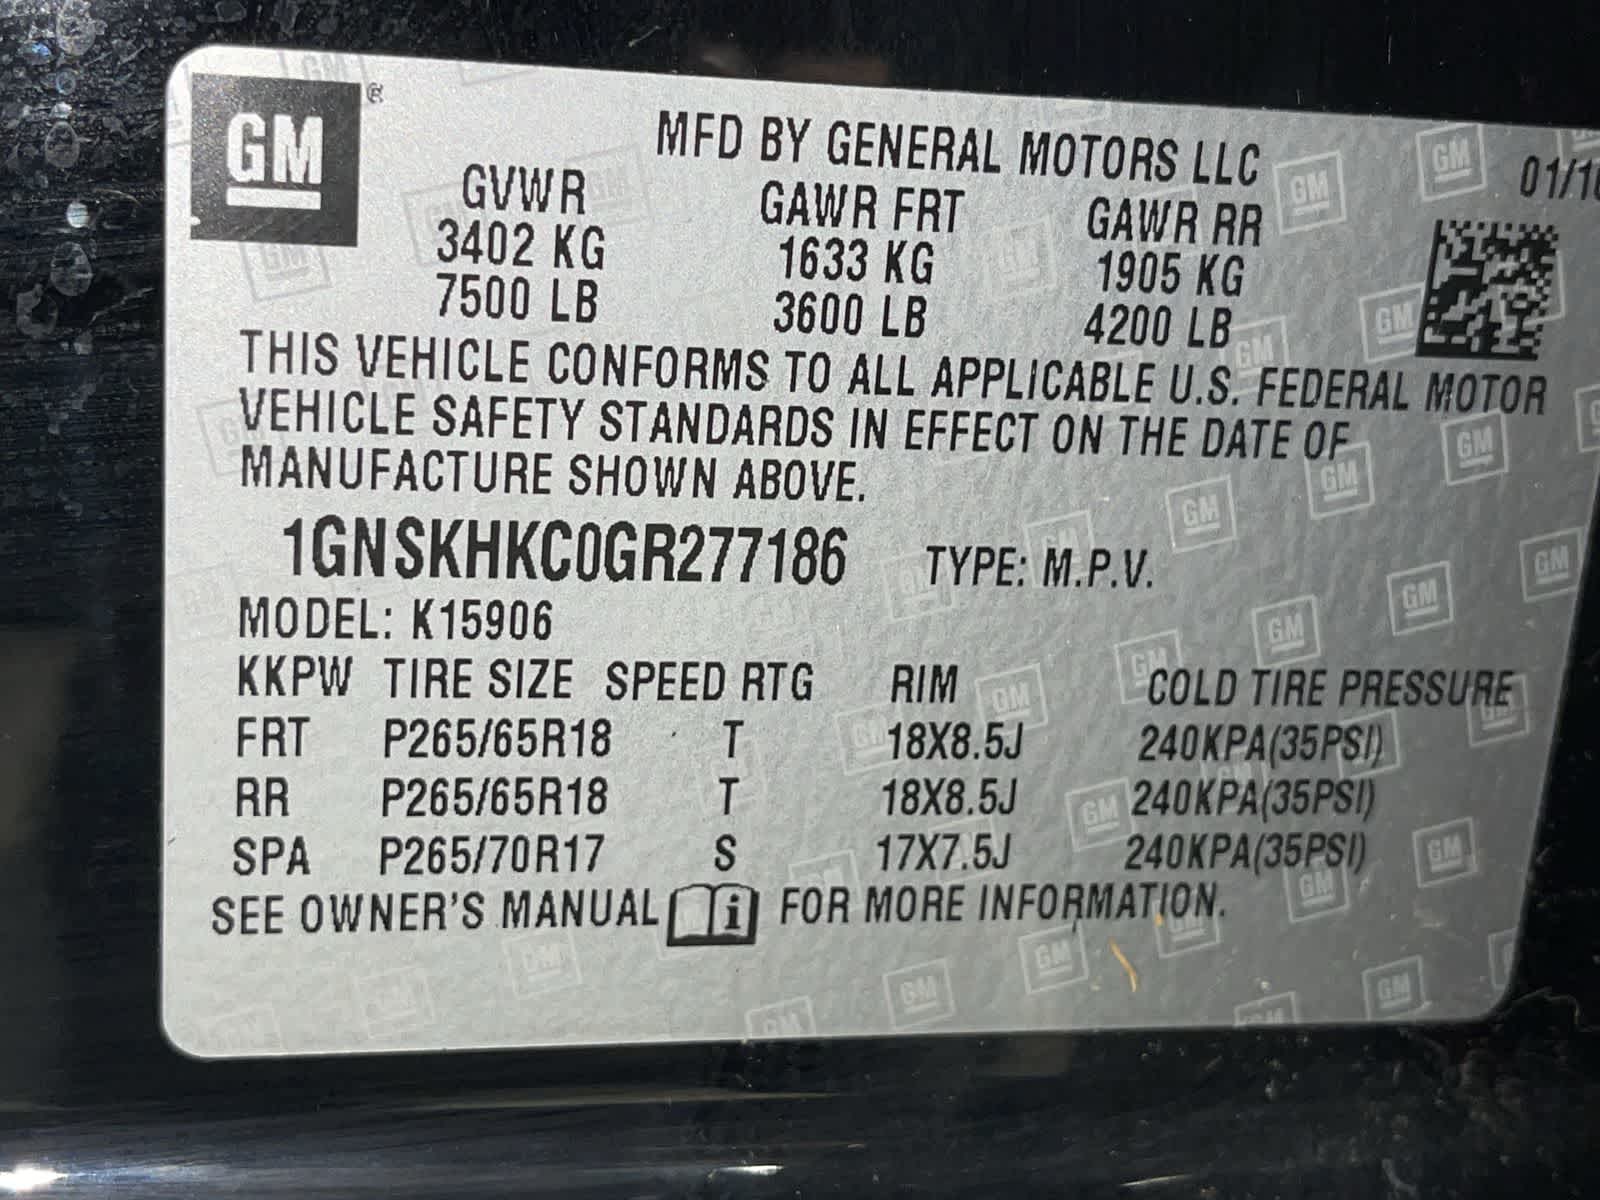 GM ®
MFD BY GENERAL MOTORS LLC
01/1
GVWR GAWR FRT GAWR RR
3402 KG 1633 KG 1905 KG
7500 LB 3600 LB 4200 LB
THIS VEHICLE CONFORMS TO ALL APPLICABLE U.S. FEDERAL MOTOR
VEHICLE SAFETY STANDARDS IN EFFECT ON THE DATE OF
MANUFACTURE SHOWN ABOVE.
1GNSKHKC0GR277186 TYPE: M.P.V.
MODEL: K15906
KKPW TIRE SIZE SPEED RTG RIM COLD TIRE PRESSURE
FRT P265/65R18 T 18X8.5J 240KPA(35PSI)
RR P265/65R18 T 18X8.5J 240KPA(35PSI)
SPA P265/70R17 S 17X7.5J 240KPA(35PSI)
SEE OWNER'S MANUAL i FOR MORE INFORMATION.